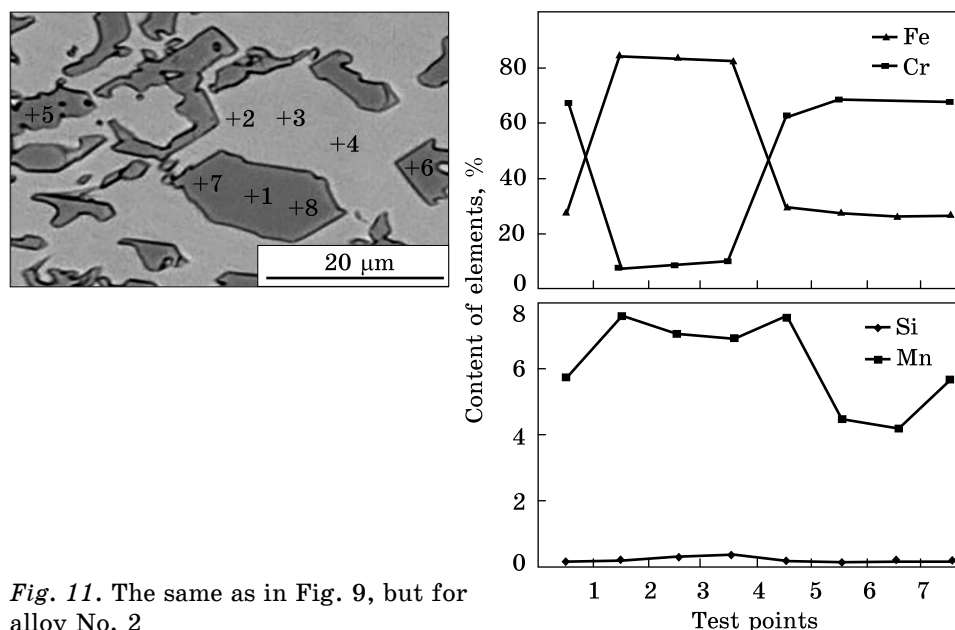 +5
+2
+3
+4
+6
+7
+1
+8
20 µm
Content of elements, %
80
60
40
20
0
Fe
Cr
8
6
4
2
0
Si
Mn
1 2 3 4 5 6 7
Test points
Fig. 11. The same as in Fig. 9, but for
alloy No. 2